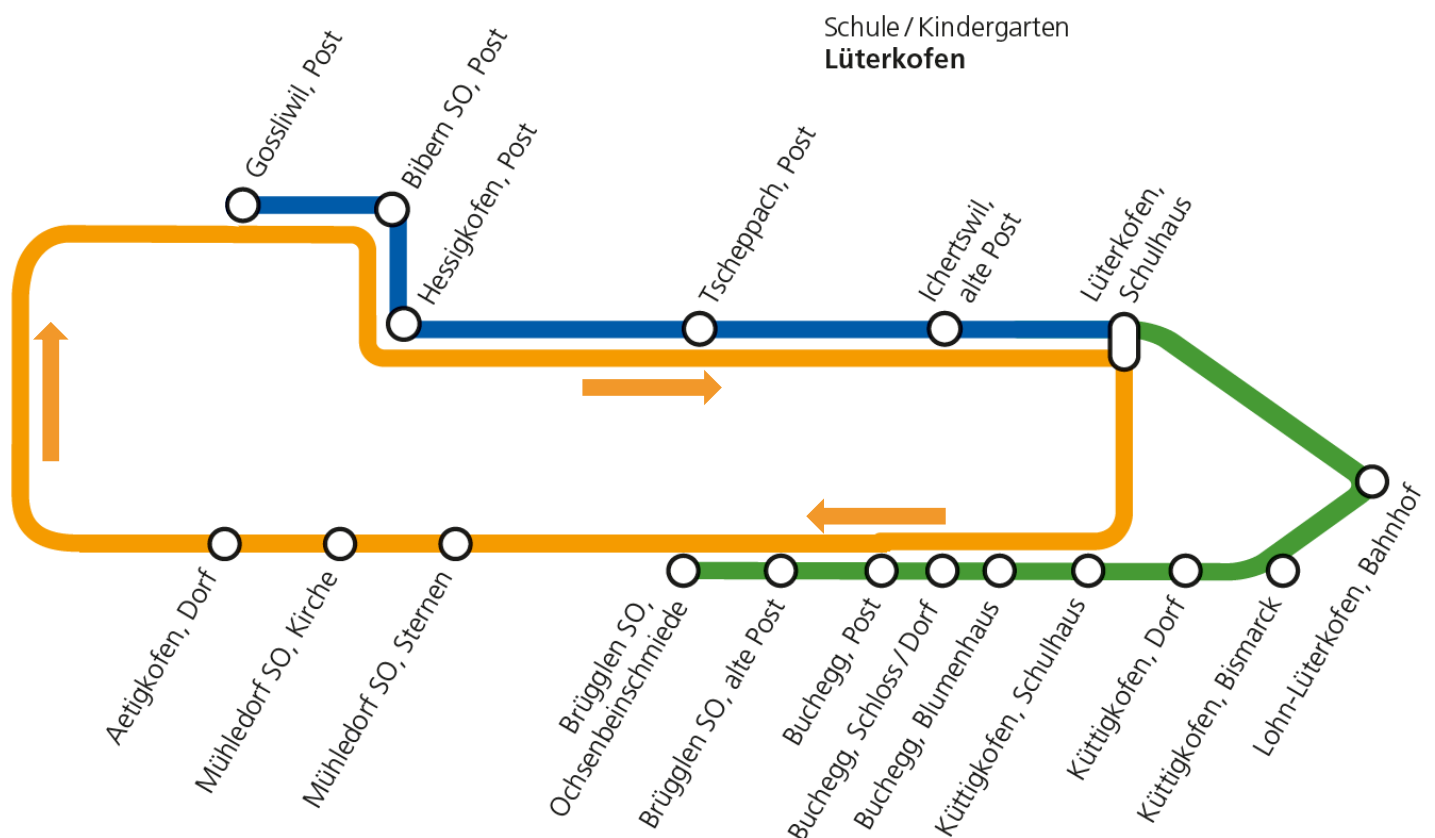 Schule / Kindergarten
Lüterkofen
Gossliwil, Post
Bibern SO, Post
Hessigkofen, Post
Tscheppach, Post
Ichertswil,
alte Post
Lüterkofen,
Schulhaus
Aetigkofen, Dorf
Mühledorf SO, Kirche
Mühledorf SO, Sternen
Brügglen SO,
Ochsenbeinschmiede
Brügglen SO, alte Post
Buchegg, Post
Buchegg, Schloss / Dorf
Buchegg, Blumenhaus
Küttigkofen, Schulhaus
Küttigkofen, Dorf
Küttigkofen, Bismarck
Lohn-Lüterkofen, Bahnhof